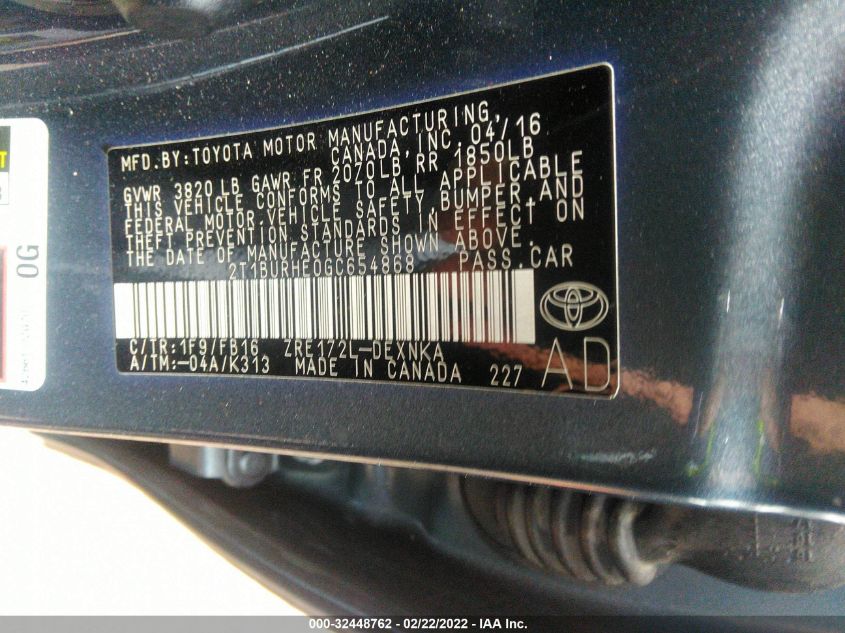 MFD.BY:TOYOTA MOTOR MANUFACTURING,
CANADA, INC. 04/16
GVWR 3820 LB GAWR FR 2070LB RR 1850LB
THIS VEHICLE CONFORMS TO ALL APPLICABLE
FEDERAL MOTOR VEHICLE SAFETY, BUMPER, AND
THEFT PREVENTION STANDARDS IN EFFECT ON
THE DATE OF MANUFACTURE SHOWN ABOVE.
2T1BURHE0GC654868 PASS.CAR
C/TR:1F9/FB16 ZRE172L-DEXNKA
A/TM:-04A/K313 MADE IN CANADA 227
AD
0G
000-32448762 - 02/22/2022 - IAA Inc.